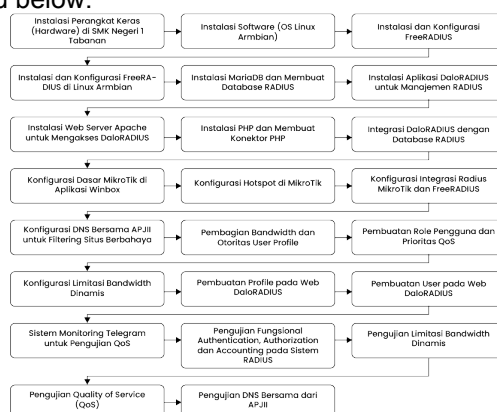 d below:
Instalasi Perangkat Keras
(Hardware) di SMK Negeri 1
Tabanan
Instalasi Software (OS Linux
Armbian)
Instalasi dan Konfigurasi
FreeRADIUS
Instalasi dan Konfigurasi FreeRA-
DIUS di Linux Armbian
Instalasi MariaDB dan Membuat
Database RADIUS
Instalasi Aplikasi DaloRADIUS
untuk Manajemen RADIUS
Instalasi Web Server Apache
untuk Mengakses DaloRADIUS
Instalasi PHP dan Membuat
Konektor PHP
Integrasi DaloRADIUS dengan
Database RADIUS
Konfigurasi Dasar MikroTik di
Aplikasi Winbox
Konfigurasi Hotspot di MikroTik
Konfigurasi Integrasi Radius
MikroTik dan FreeRADIUS
Konfigurasi DNS Bersama APJII
untuk Filtering Situs Berbahaya
Pembagian Bandwidth dan
Otoritas User Profile
Pembuatan Role Pengguna dan
Prioritas QoS
Konfigurasi Limitasi Bandwidth
Dinamis
Pembuatan Profile pada Web
DaloRADIUS
Pembuatan User pada Web
DaloRADIUS
Sistem Monitoring Telegram
untuk Pengujian QoS
Pengujian Fungsional
Authentication, Authorization
dan Accounting pada Sistem
RADIUS
Pengujian Limitasi Bandwidth
Dinamis
Pengujian Quality of Service
(QoS)
Pengujian DNS Bersama dari
APJII